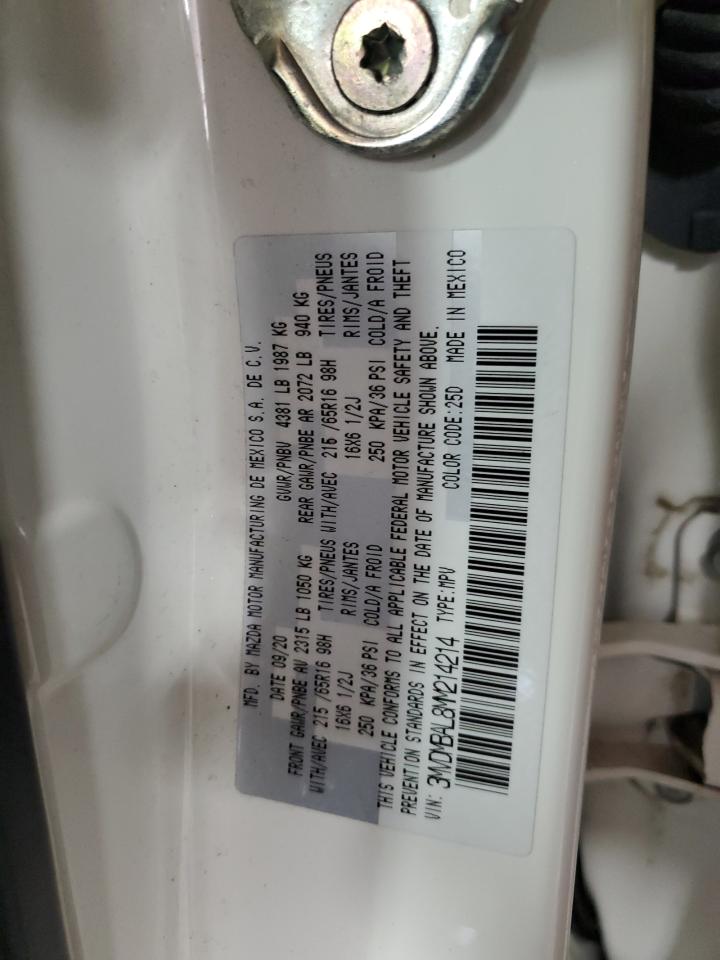 MFD. BY MAZDA MOTOR MANUFACTURING DE MEXICO S.A. DE C.V.
DATE 09/20 GVWR/PNBV 4381 LB 1987 KG
FRONT GAWR/PNBE AV 2315 LB 1050 KG REAR GAWR/PNBE AR 2072 LB 940 KG
WITH/AVEC 215 /65R16 98H TIRES/PNEUS WITH/AVEC 215 /65R16 98H TIRES/PNEUS
16X6 1/2J RIMS/JANTES 16X6 1/2J RIMS/JANTES
250 KPA/36 PSI COLD/A FROID 250 KPA/36 PSI COLD/A FROID
THIS VEHICLE CONFORMS TO ALL APPLICABLE FEDERAL MOTOR VEHICLE SAFETY AND THEFT
PREVENTION STANDARDS IN EFFECT ON THE DATE OF MANUFACTURE SHOWN ABOVE.
VIN: 3MVDMBAL8MM214214 TYPE:MPV COLOR CODE:25D MADE IN MEXICO